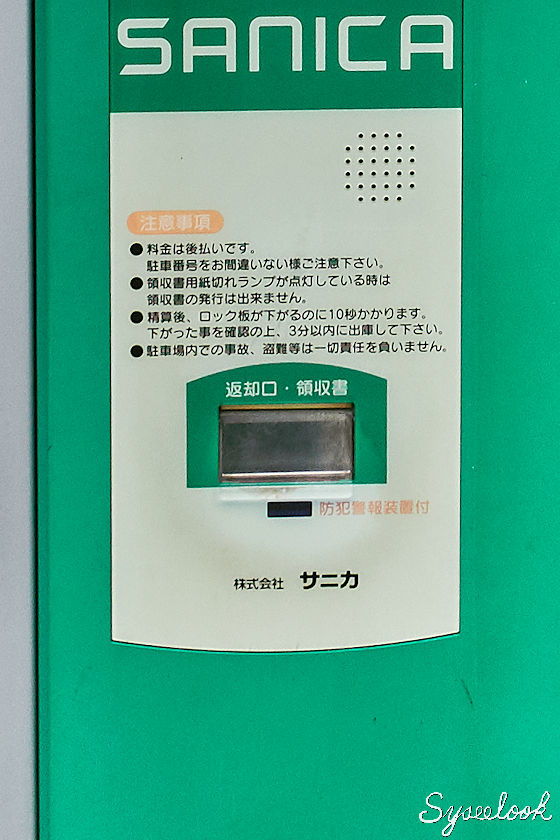 SANICA
注意事項
●料金は後払いです。
駐車番号をお間違いない様ご注意下さい。
●領収書用紙切れランプが点灯している時は
領収書の発行は出来ません。
●精算後、ロック板が下がるのに10秒かかります。
下がった事を確認の上、3分以内に出庫して下さい。
●駐車場内での事故、盗難等は一切責任を負いません。
返却口・領収書
防犯警報装置付
株式会社 サニカ
Syseelook